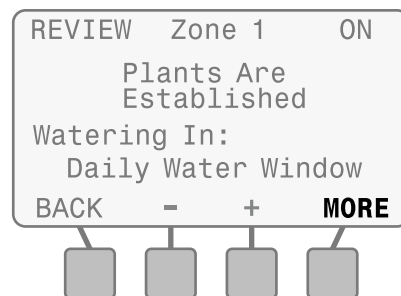 REVIEW Zone 1 ON
Plants Are
Established
Watering In:
Daily Water Window
BACK - + MORE